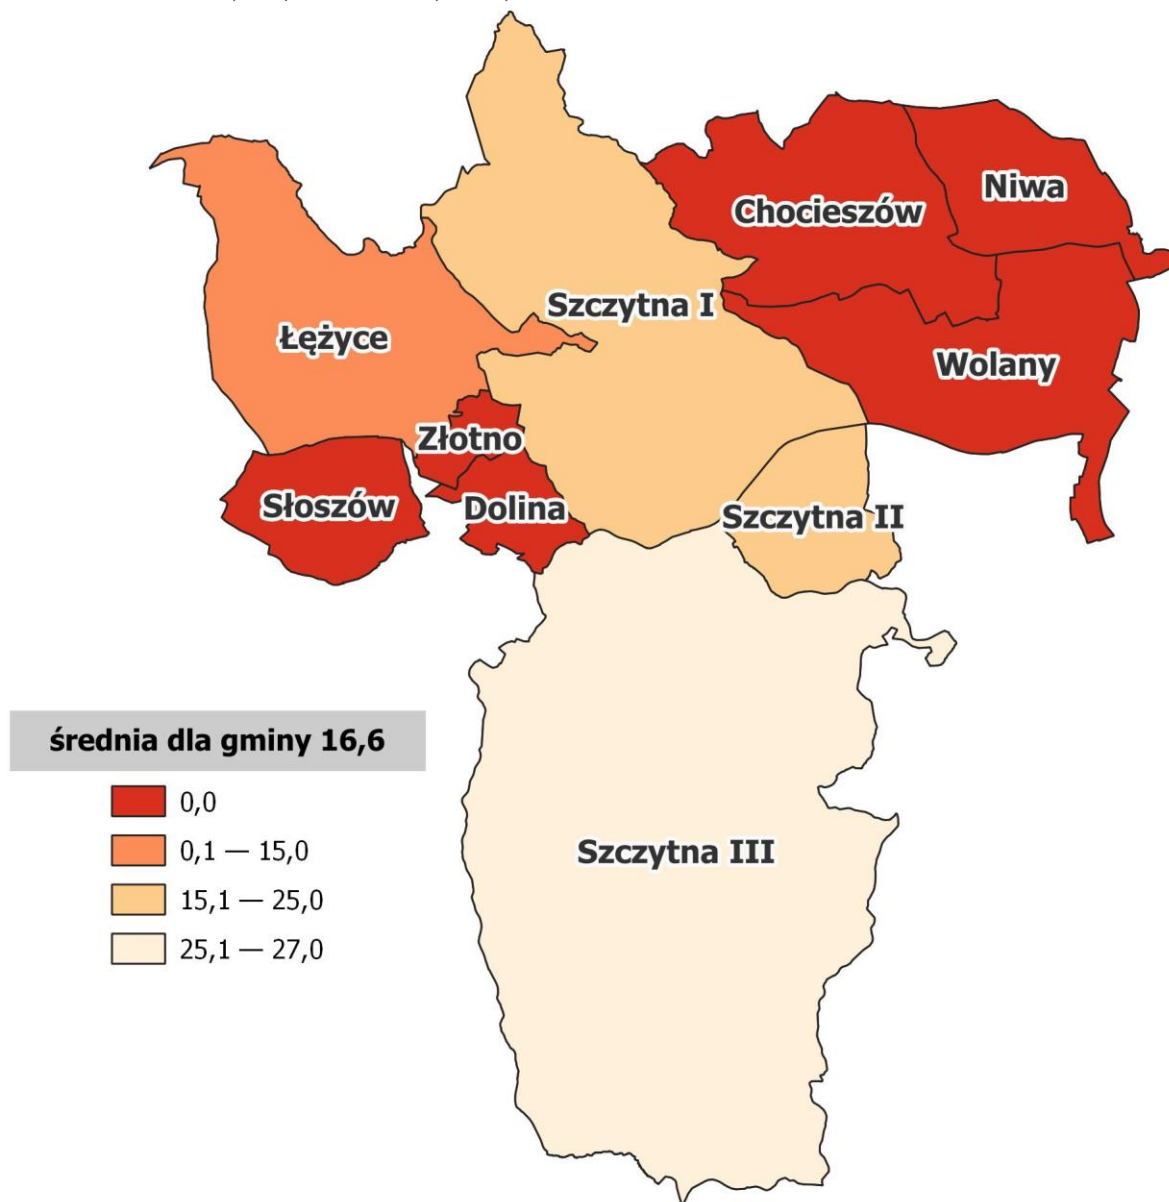 Niwa
Chocieszów
Szczytna I
Łężyce
Wolany
Złotno
Słoszów
Dolina
Szczytna II
średnia dla gminy 16,6
0,0
0,1 — 15,0
Szczytna III
15,1 — 25,0
25,1 — 27,0